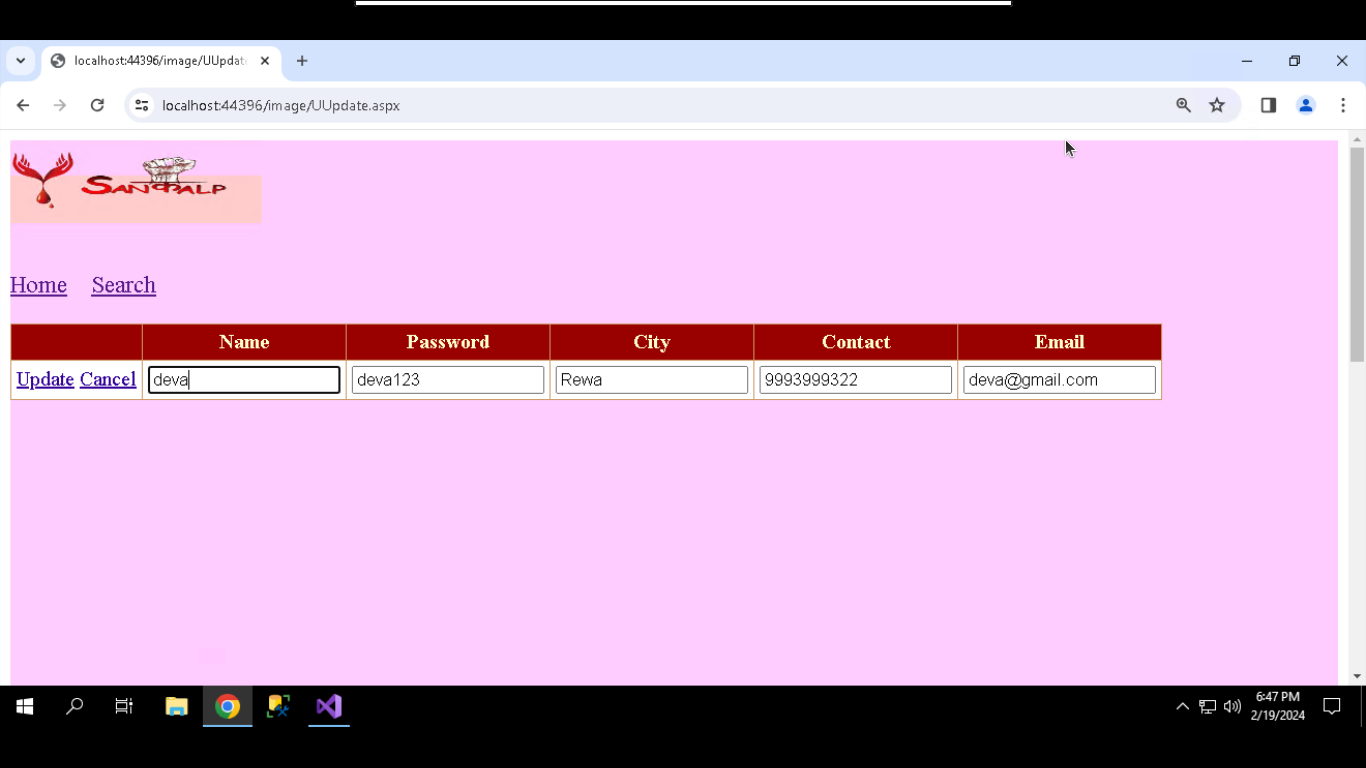 localhost:44396/image/UUpdat
localhost:44396/image/UUpdate.aspx
SANकALP
Home Search
Name Password City Contact Email
Update Cancel deva deva123 Rewa 9993999322 deva@gmail.com
6:47 PM
2/19/2024